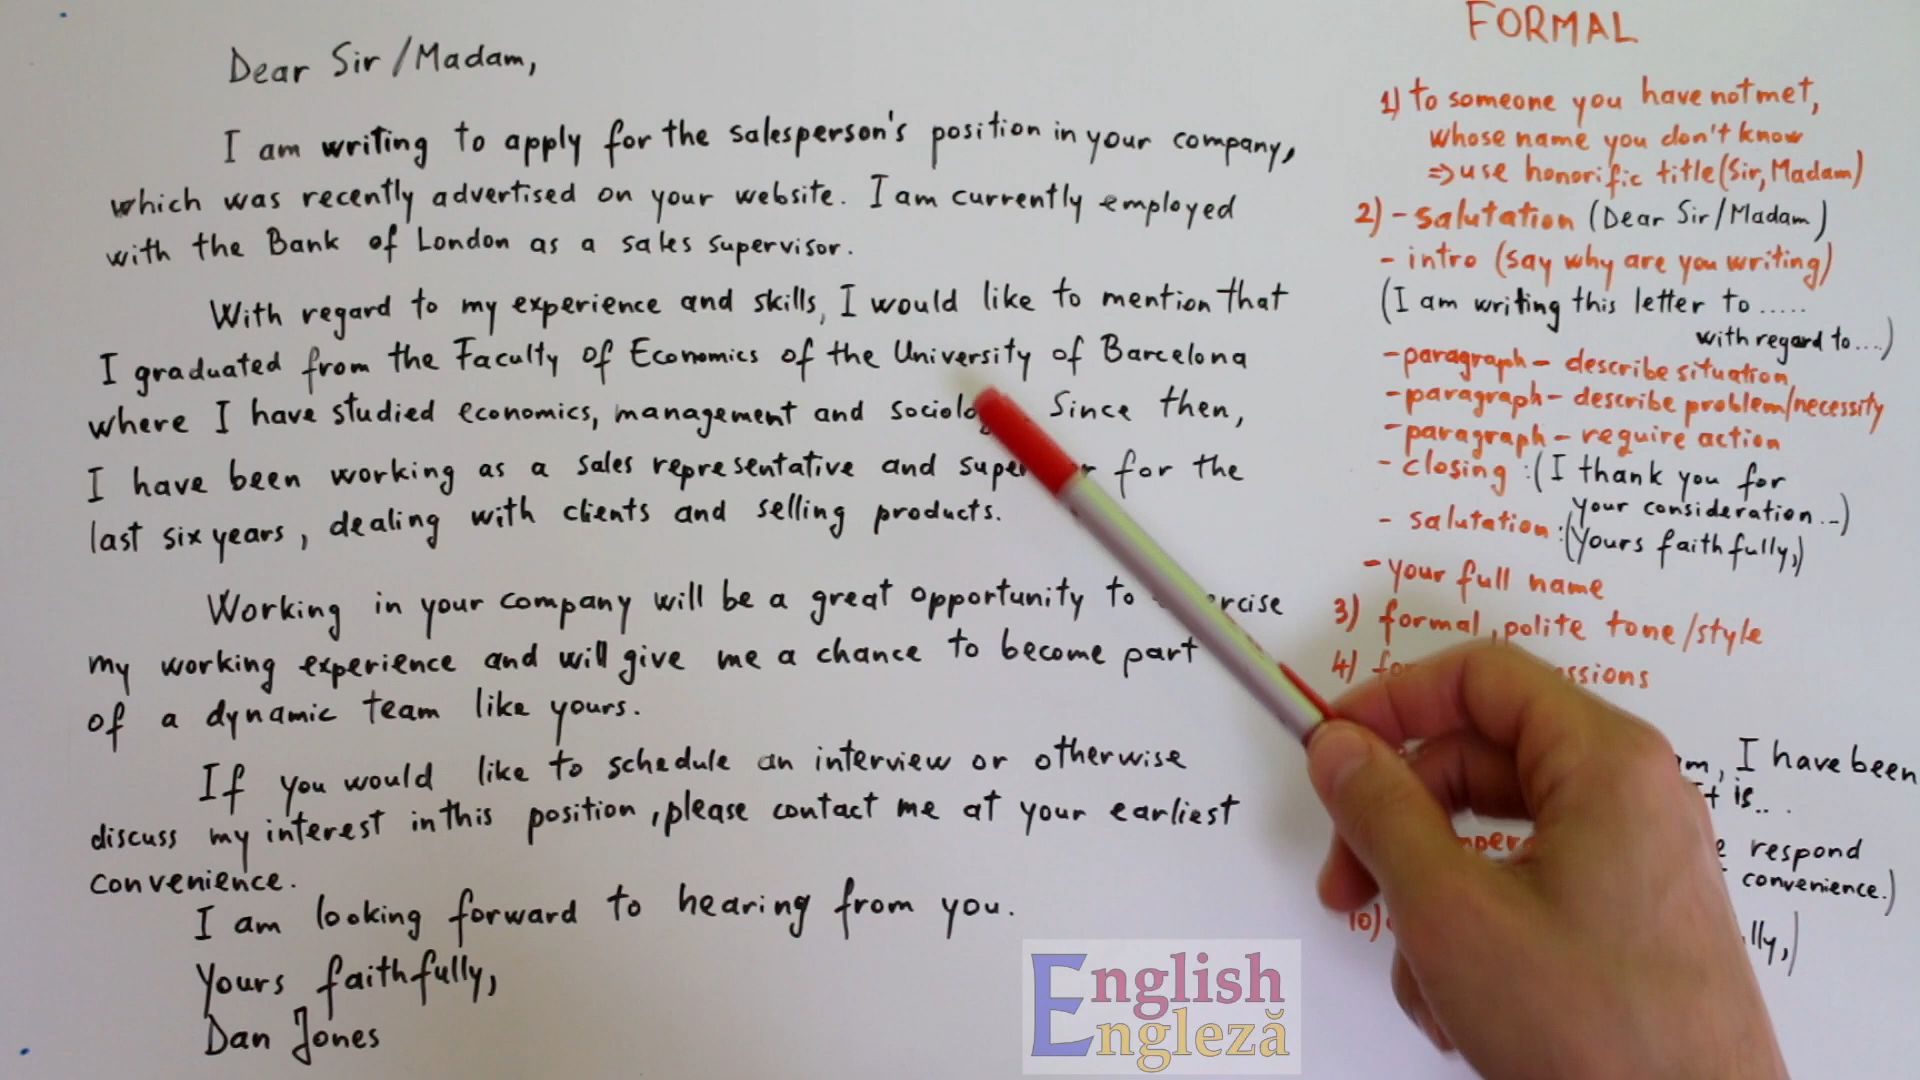 Dear Sir/Madam,
I am writing to apply for the salesperson's position in your company,
which was recently advertised on your website. I am currently employed
with the Bank of London as a sales supervisor.
With regard to my experience and skills, I would like to mention that
I graduated from the Faculty of Economics of the University of Barcelona
where I have studied economics, management and Since then,
I have been working as a sales representative and for the
last six years, dealing with clients and selling products.
Working in your company will be a great opportunity to
my working experience and will give me a chance to become part
of a dynamic team like yours.
If you would like to schedule an interview or otherwise
discuss my interest in this position, please contact me at your earliest
convenience.
I am looking forward to hearing from you.
Yours faithfully,
Dan Jones
FORMAL
1) to someone you have not met,
whose name you don't know
⇒ use honorific title (Sir, Madam)
2) - salutation (Dear Sir/Madam)
- intro (say why are you writing)
(I am writing this letter to .....
with regard to....)
- paragraph - describe situation
- paragraph - describe problem/necessity
- paragraph - require action
- closing :(I thank you for
your consideration...)
- salutation :(Yours faithfully,)
- your full name
3) formal, polite tone/style
4)
I have been
is...
respond
convenience.)
10)
English
Engleză